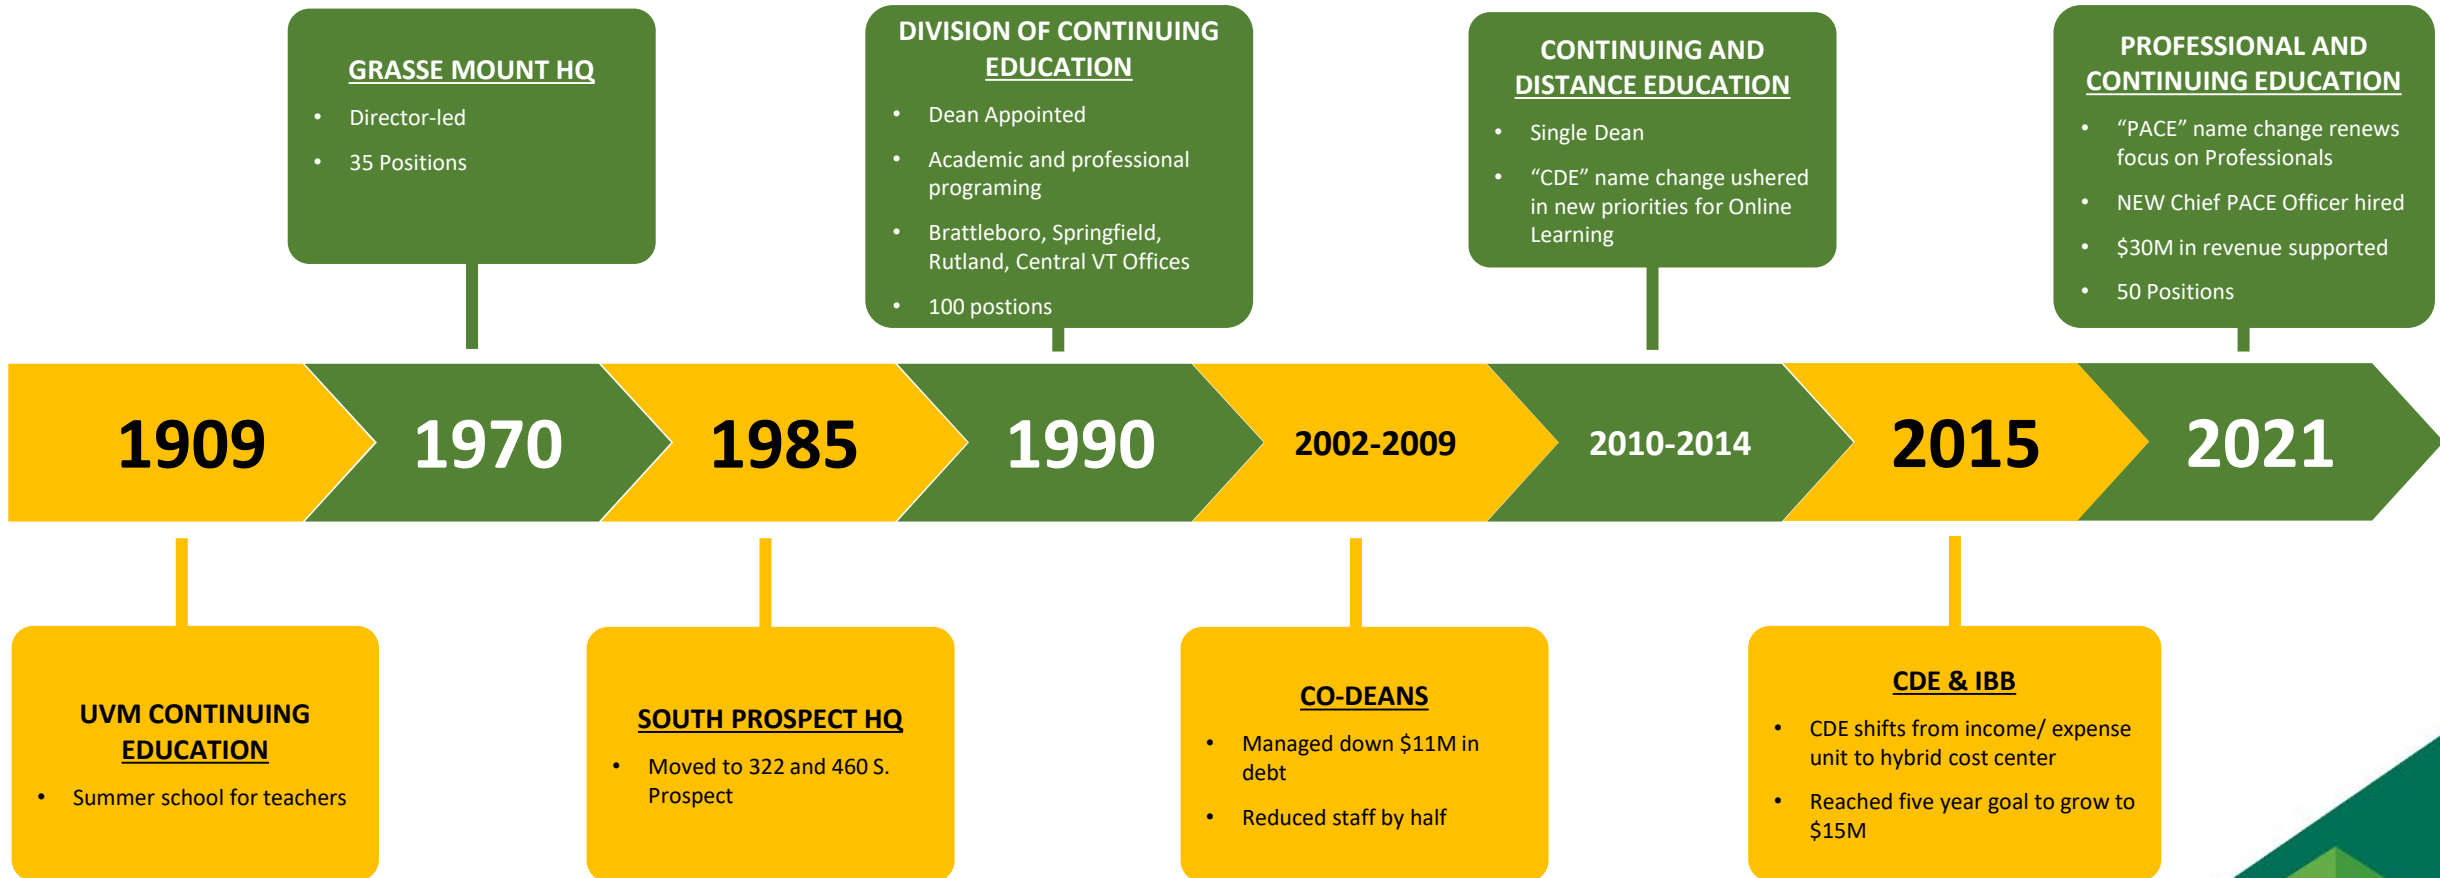 GRASSE MOUNT HQ
• Director-led
• 35 Positions
DIVISION OF CONTINUING
EDUCATION
• Dean Appointed
• Academic and professional
programing
• Brattleboro, Springfield,
Rutland, Central VT Offices
• 100 postions
CONTINUING AND
DISTANCE EDUCATION
• Single Dean
• “CDE” name change ushered
in new priorities for Online
Learning
PROFESSIONAL AND
CONTINUING EDUCATION
• “PACE” name change renews
focus on Professionals
• NEW Chief PACE Officer hired
• $30M in revenue supported
• 50 Positions
1909
1970
1985
1990
2002-2009
2010-2014
2015
2021
UVM CONTINUING
EDUCATION
• Summer school for teachers
SOUTH PROSPECT HQ
• Moved to 322 and 460 S.
Prospect
CO-DEANS
• Managed down $11M in
debt
• Reduced staff by half
CDE & IBB
• CDE shifts from income/ expense
unit to hybrid cost center
• Reached five year goal to grow to
$15M